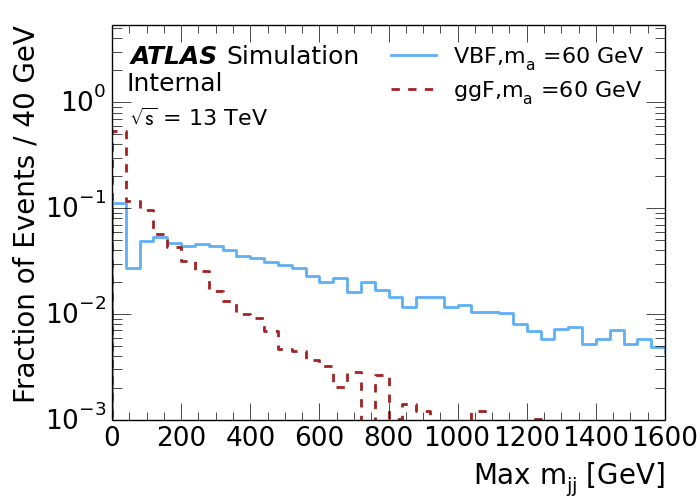 ATLAS Simulation
Internal
√s = 13 TeV
VBF,m_a =60 GeV
ggF,m_a =60 GeV
Fraction of Events / 40 GeV
10^0
10^−1
10^−2
10^−3
0 200 400 600 800 1000 1200 1400 1600
Max m_jj [GeV]